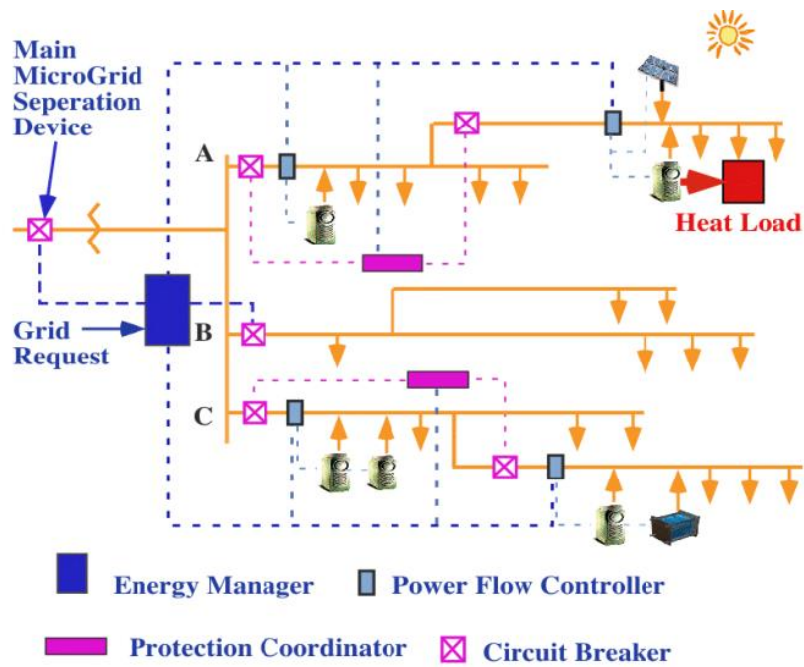 Main
MicroGrid
Seperation
Device
A
Heat Load
Grid
Request
B
C
Energy Manager
Power Flow Controller
Protection Coordinator
Circuit Breaker